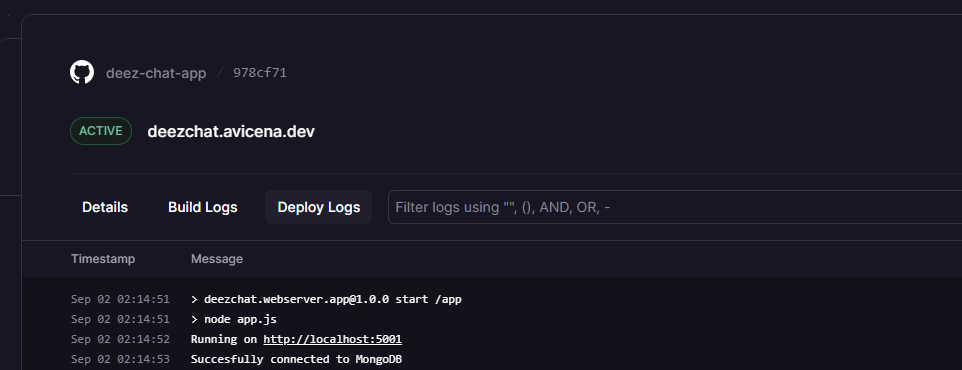 deez-chat-app / 978cf71
ACTIVE deezchat.avicena.dev
Details Build Logs Deploy Logs Filter logs using "", (), AND, OR, -
Timestamp Message
Sep 02 02:14:51 > deezchat.webserver.app@1.0.0 start /app
Sep 02 02:14:51 > node app.js
Sep 02 02:14:52 Running on http://localhost:5001
Sep 02 02:14:53 Succesfully connected to MongoDB